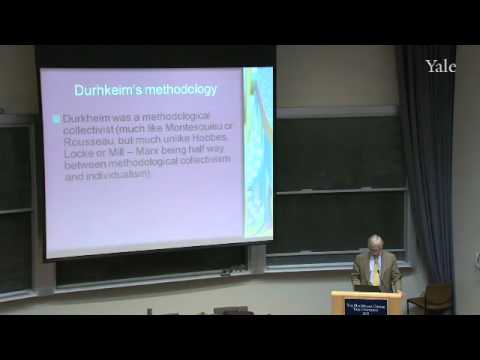 Yale
Durhkeim's methodology
Durkheim was a methodological
collectivist (much like Montesquieu or
Rousseau, but much unlike Hobbes,
Locke or Mill – Marx being half way
between methodological collectivism
and individualism)